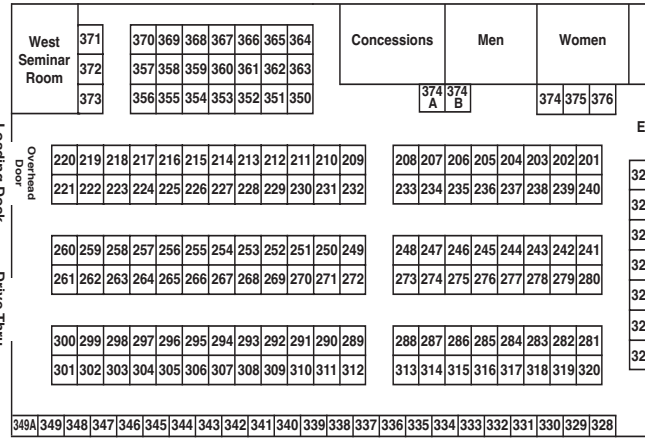 West Seminar Room
371
372
373
370 369 368 367 366 365 364
357 358 359 360 361 362 363
356 355 354 353 352 351 350
Concessions
Men
Women
374 A
374 B
374 375 376
Overhead Door
220 219 218 217 216 215 214 213 212 211 210 209
221 222 223 224 225 226 227 228 229 230 231 232
208 207 206 205 204 203 202 201
233 234 235 236 237 238 239 240
260 259 258 257 256 255 254 253 252 251 250 249
261 262 263 264 265 266 267 268 269 270 271 272
248 247 246 245 244 243 242 241
273 274 275 276 277 278 279 280
300 299 298 297 296 295 294 293 292 291 290 289
301 302 303 304 305 306 307 308 309 310 311 312
288 287 286 285 284 283 282 281
313 314 315 316 317 318 319 320
349A 349 348 347 346 345 344 343 342 341 340 339 338 337 336 335 334 333 332 331 330 329 328